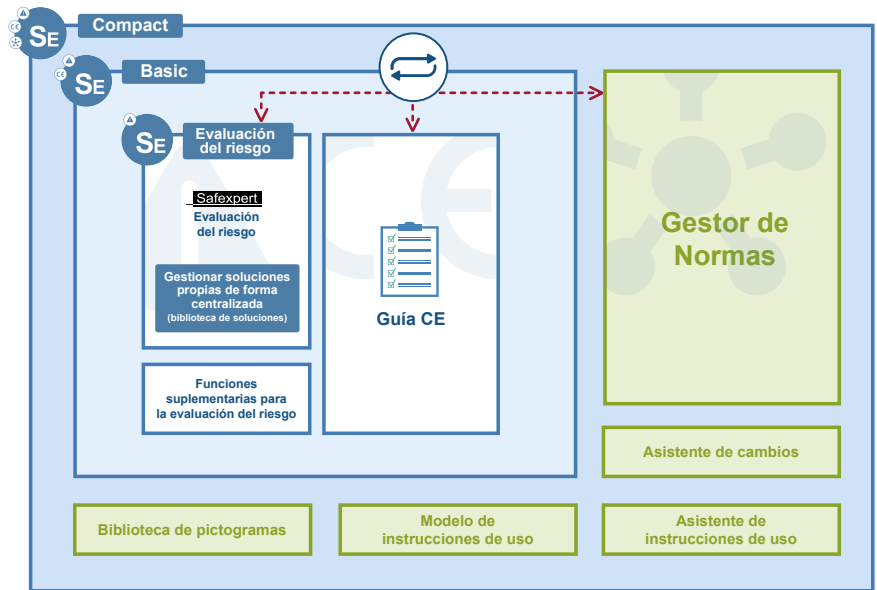 SE
Compact
SE
Basic
SE
Evaluación
del riesgo
Safexpert
Evaluación
del riesgo
Gestionar soluciones
propias de forma
centralizada
(biblioteca de soluciones)
Guía CE
Gestor de
Normas
Funciones
suplementarias para
la evaluación del riesgo
Asistente de cambios
Biblioteca de pictogramas
Modelo de
instrucciones de uso
Asistente de
instrucciones de uso